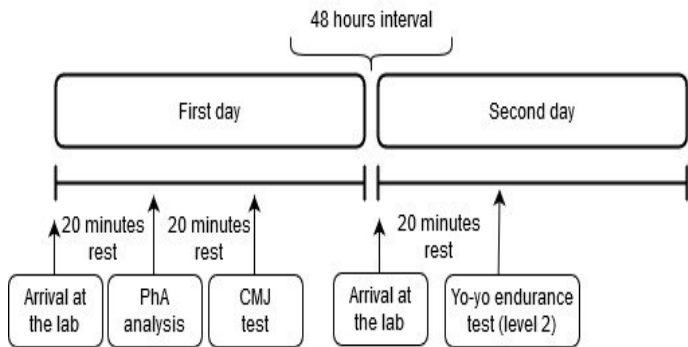 48 hours interval
First day
Second day
20 minutes
rest
20 minutes
rest
20 minutes
rest
Arrival at
the lab
PhA
analysis
CMJ
test
Arrival at
the lab
Yo-yo endurance
test (level 2)